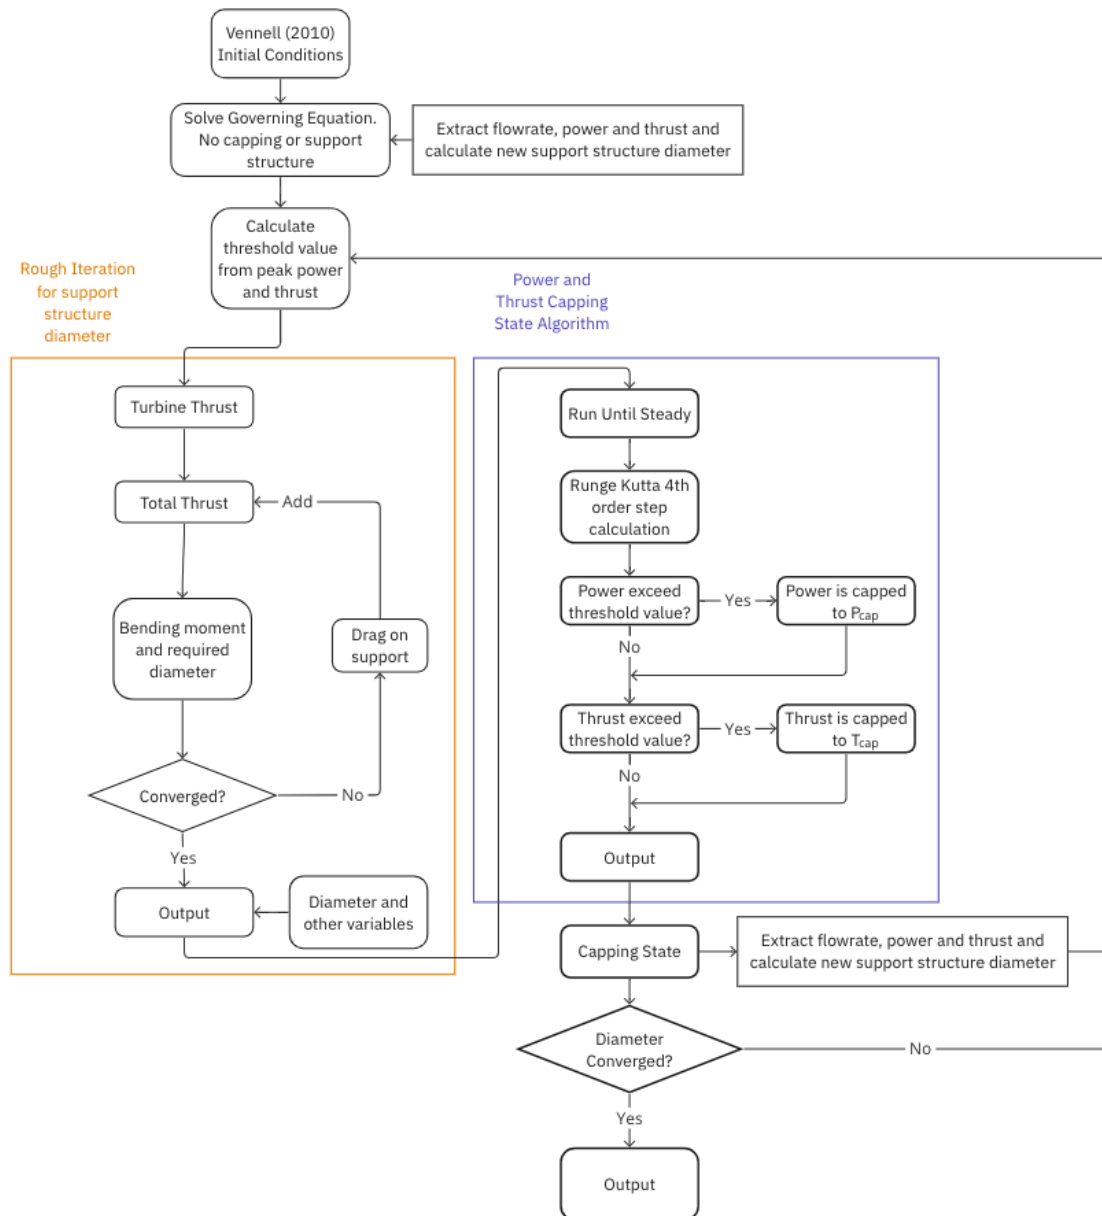 Vennell (2010)
Initial Conditions
Solve Governing Equation.
No capping or support
structure
Extract flowrate, power and thrust and
calculate new support structure diameter
Calculate
threshold value
from peak power
and thrust
Rough Iteration
for support
structure
diameter
Power and
Thrust Capping
State Algorithm
Turbine Thrust
Total Thrust
Add
Bending moment
and required
diameter
Drag on
support
Converged?
No
Yes
Output
Diameter and
other variables
Run Until Steady
Runge Kutta 4th
order step
calculation
Power exceed
threshold value?
Yes
Power is capped
to Pcap
No
Thrust exceed
threshold value?
Yes
Thrust is capped
to Tcap
No
Output
Capping State
Extract flowrate, power and thrust and
calculate new support structure diameter
Diameter
Converged?
No
Yes
Output